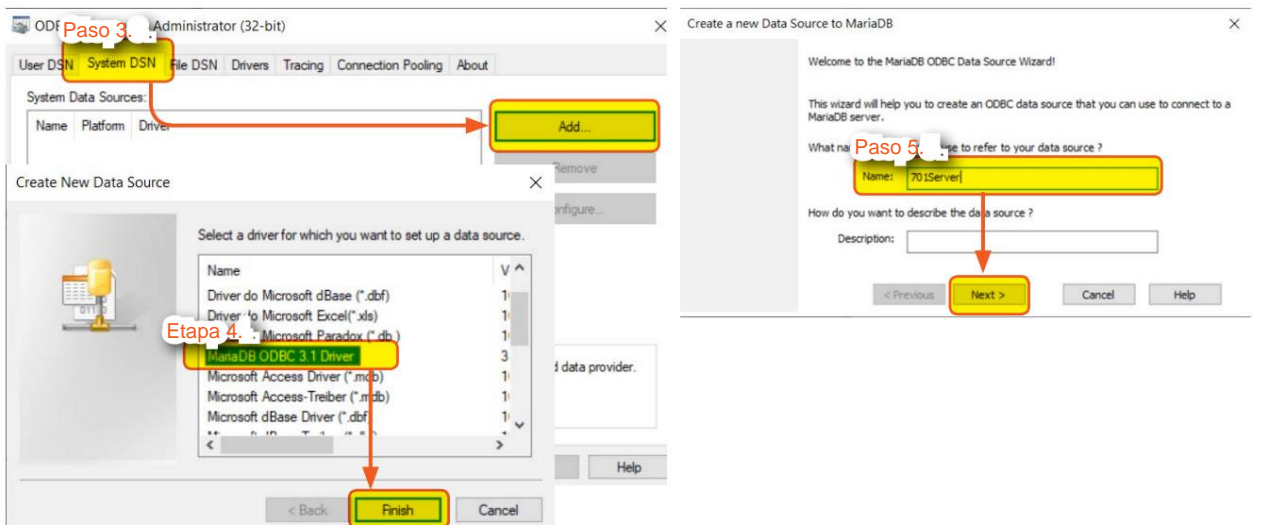 ODB Administrator (32-bit)
Paso 3.
User DSN System DSN File DSN Drivers Tracing Connection Pooling About
System Data Sources:
Name Platform Driver
Add...
Remove
Configure...
Create New Data Source
Select a driver for which you want to set up a data source.
Name V
Driver do Microsoft dBase (*.dbf)
Driver do Microsoft Excel(*.xls)
Etapa 4.
Microsoft Paradox (*.db )
MariaDB ODBC 3.1 Driver 3
Microsoft Access Driver (*.mdb)
Microsoft Access-Treiber (*.mdb)
Microsoft dBase Driver (*.dbf)
data provider.
Help
< Back Finish Cancel
Create a new Data Source to MariaDB
Welcome to the MariaDB ODBC Data Source Wizard!
This wizard will help you to create an ODBC data source that you can use to connect to a
MariaDB server.
What use to refer to your data source ?
Paso 5.
Name: 701Server
How do you want to describe the data source ?
Description:
< Previous Next > Cancel Help